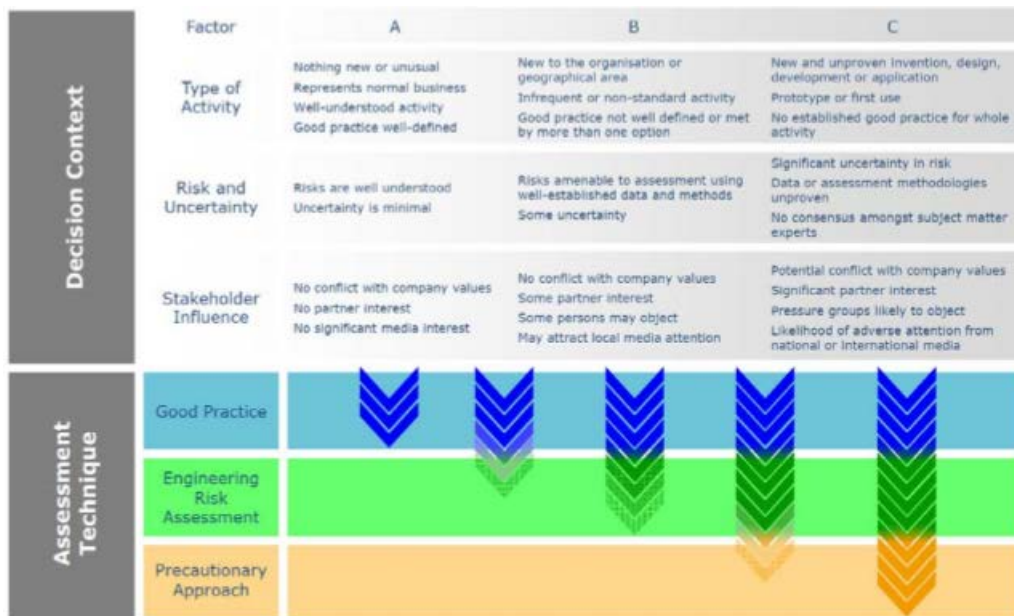 Decision Context
Factor
A
B
C
Type of
Activity
Nothing new or unusual
Represents normal business
Well-understood activity
Good practice well-defined
New to the organisation or
geographical area
Infrequent or non-standard activity
Good practice not well defined or met
by more than one option
New and unproven invention, design,
development or application
Prototype or first use
No established good practice for whole
activity
Risk and
Uncertainty
Risks are well understood
Uncertainty is minimal
Risks amenable to assessment using
well-established data and methods
Some uncertainty
Significant uncertainty in risk
Data or assessment methodologies
unproven
No consensus amongst subject matter
experts
Stakeholder
Influence
No conflict with company values
No partner interest
No significant media interest
No conflict with company values
Some partner interest
Some persons may object
May attract local media attention
Potential conflict with company values
Significant partner interest
Pressure groups likely to object
Likelihood of adverse attention from
national or international media
Assessment
Technique
Good Practice
Engineering
Risk
Assessment
Precautionary
Approach